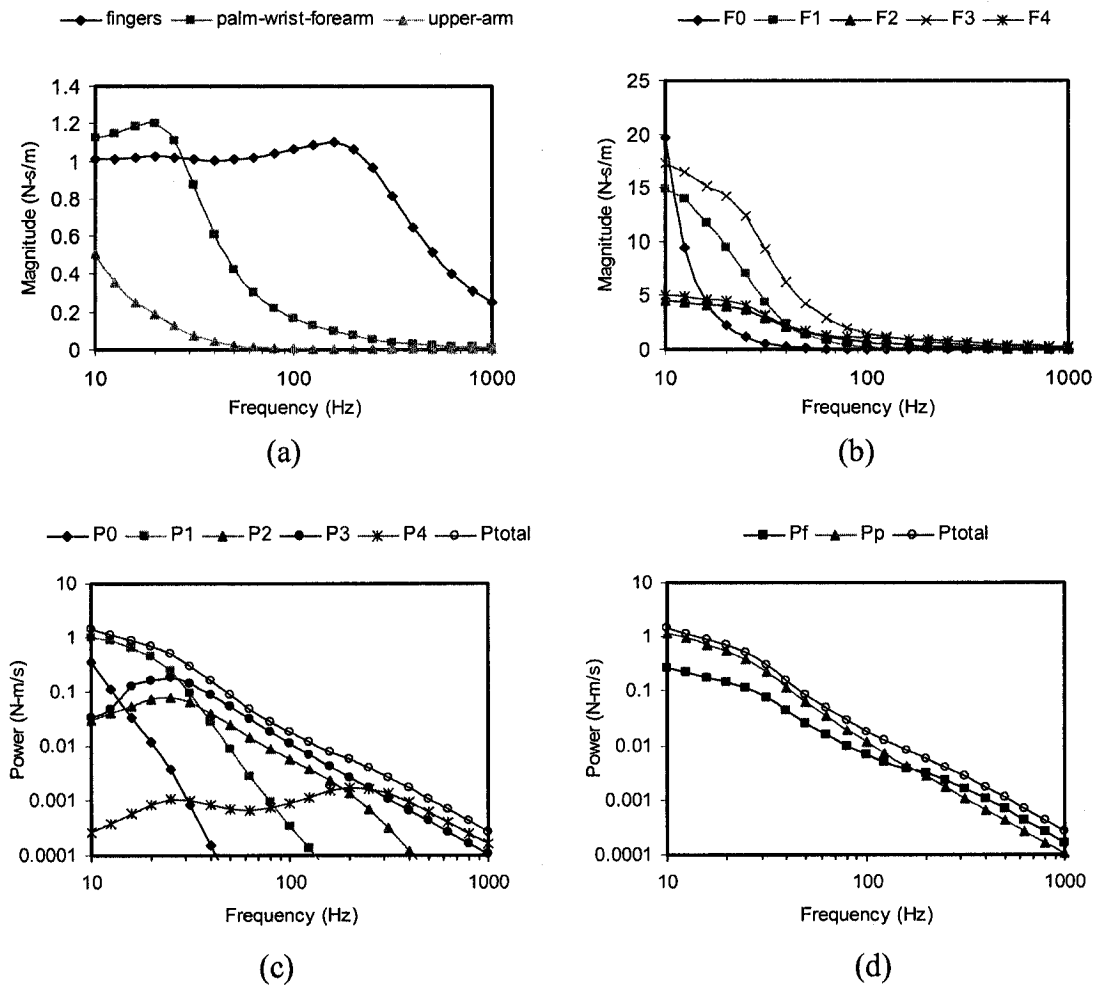 fingers palm-wrist-forearm upper-arm
1.4
1.2
1
0.8
0.6
0.4
0.2
0
Magnitude (N-s/m)
10 100 1000
Frequency (Hz)
(a)
F0 F1 F2 F3 F4
25
20
15
10
5
0
Magnitude (N-s/m)
10 100 1000
Frequency (Hz)
(b)
P0 P1 P2 P3 P4 Ptotal
10
1
0.1
0.01
0.001
0.0001
Power (N-m/s)
10 100 1000
Frequency (Hz)
(c)
Pf Pp Ptotal
10
1
0.1
0.01
0.001
0.0001
Power (N-m/s)
10 100 1000
Frequency (Hz)
(d)